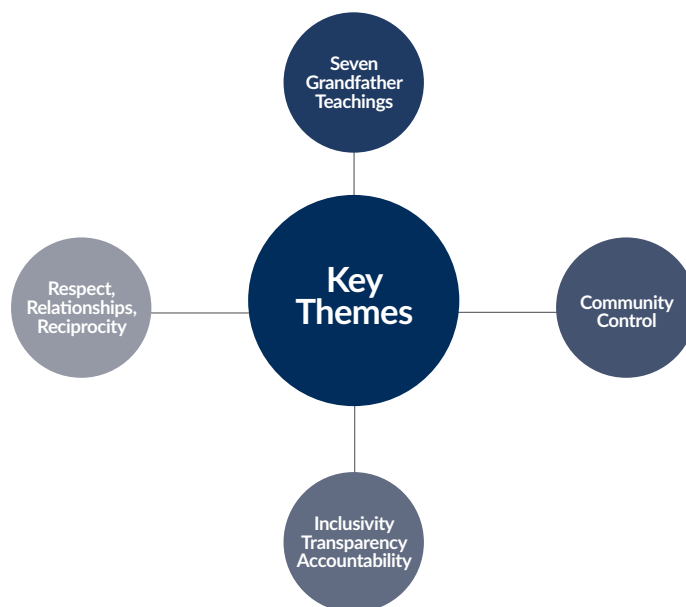 Seven
Grandfather
Teachings
Key
Themes
Respect,
Relationships,
Reciprocity
Community
Control
Inclusivity
Transparency
Accountability